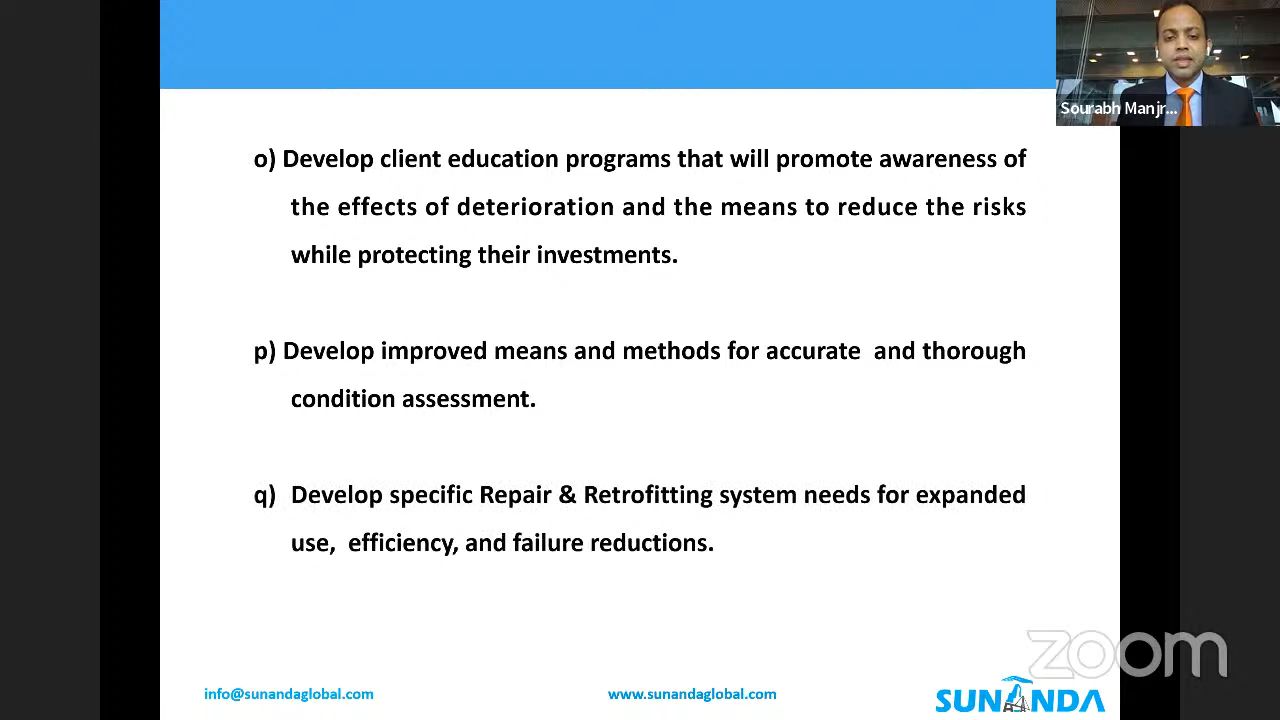 Sourabh Manjr...
o) Develop client education programs that will promote awareness of
the effects of deterioration and the means to reduce the risks
while protecting their investments.
p) Develop improved means and methods for accurate and thorough
condition assessment.
q) Develop specific Repair & Retrofitting system needs for expanded
use, efficiency, and failure reductions.
zoom
info@sunandaglobal.com
www.sunandaglobal.com
SUNANDA